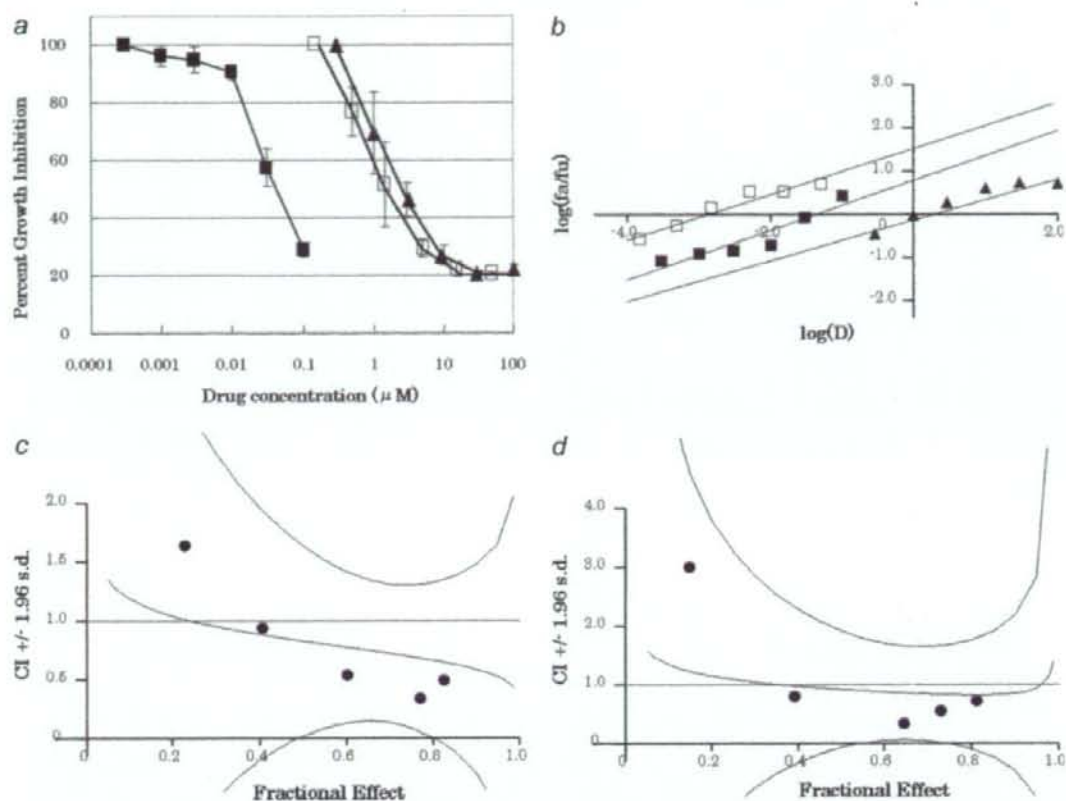 a
100
80
60
40
20
0
Percent Growth Inhibition
0.0001 0.001 0.01 0.1 1 10 100
Drug concentration (μM)
b
3.0
2.0
1.0
0
-1.0
-2.0
log(fa/fu)
-4.0 -2.0 2.0
log(D)
c
2.0
1.5
1.0
0.5
0
CI +/- 1.96 s.d.
0 0.2 0.4 0.6 0.8 1.0
Fractional Effect
d
4.0
3.0
2.0
1.0
0
CI +/- 1.96 s.d.
0 0.2 0.4 0.6 0.8 1.0
Fractional Effect